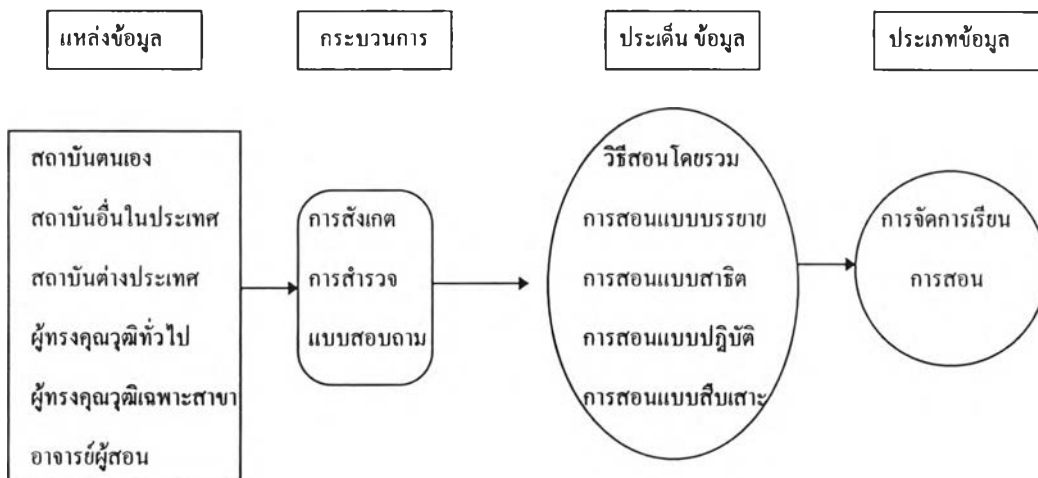 แหล่งข้อมูล
กระบวนการ
ประเด็น ข้อมูล
ประเภทข้อมูล
สถาบันตนเอง
สถาบันอื่นในประเทศ
สถาบันต่างประเทศ
ผู้ทรงคุณวุฒิทั่วไป
ผู้ทรงคุณวุฒิเฉพาะสาขา
อาจารย์ผู้สอน
การสังเกต
การสำรวจ
แบบสอบถาม
วิธีสอนโดยรวม
การสอนแบบบรรยาย
การสอนแบบสาธิต
การสอนแบบปฎิบัติ
การสอนแบบสืบเสาะ
การจัดการเรียน
การสอน